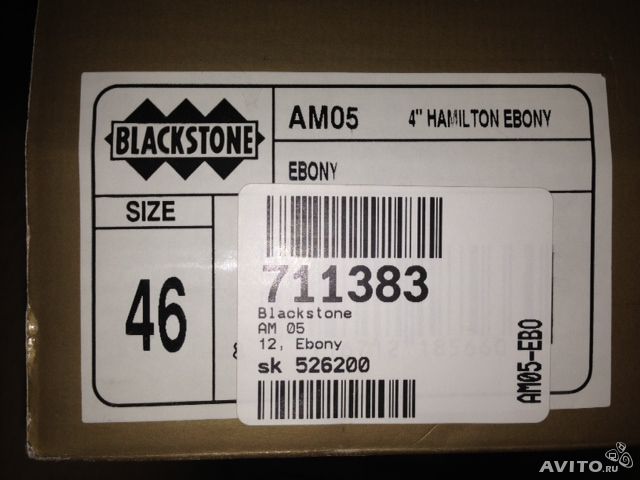 BLACKSTONE
AM05 4" HAMILTON EBONY
EBONY
SIZE
46
711383
Blackstone
AM 05
12, Ebony
sk 526200
AM05-EBO
AVITO.ru